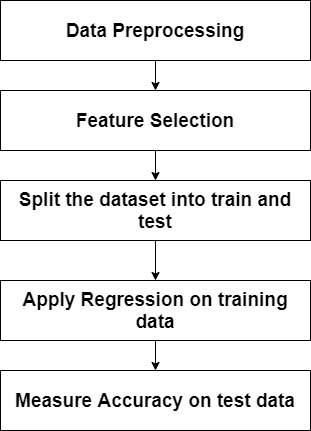 Data Preprocessing
Feature Selection
Split the dataset into train and
test
Apply Regression on training
data
Measure Accuracy on test data